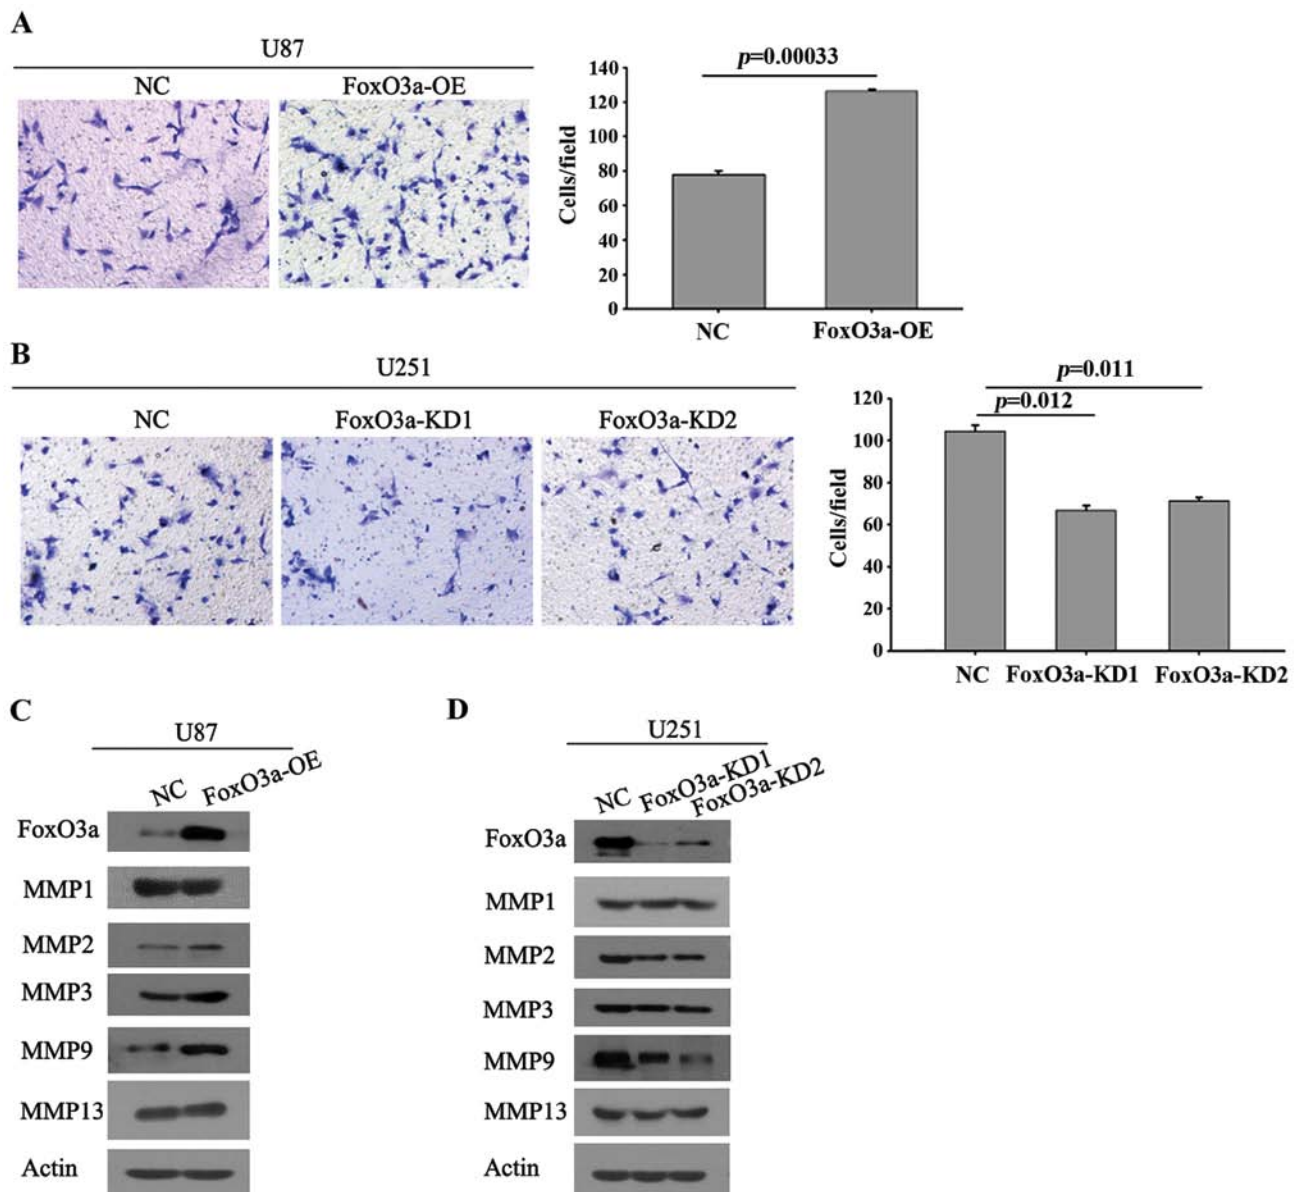 A
U87
NC FoxO3a-OE
p=0.00033
140
120
100
80
60
40
20
0
Cells/field
NC FoxO3a-OE
B
U251
NC FoxO3a-KD1 FoxO3a-KD2
p=0.011
p=0.012
120
100
80
60
40
20
0
Cells/field
NC FoxO3a-KD1 FoxO3a-KD2
C
U87
NC FoxO3a-OE
FoxO3a
MMP1
MMP2
MMP3
MMP9
MMP13
Actin
D
U251
NC FoxO3a-KD1 FoxO3a-KD2
FoxO3a
MMP1
MMP2
MMP3
MMP9
MMP13
Actin